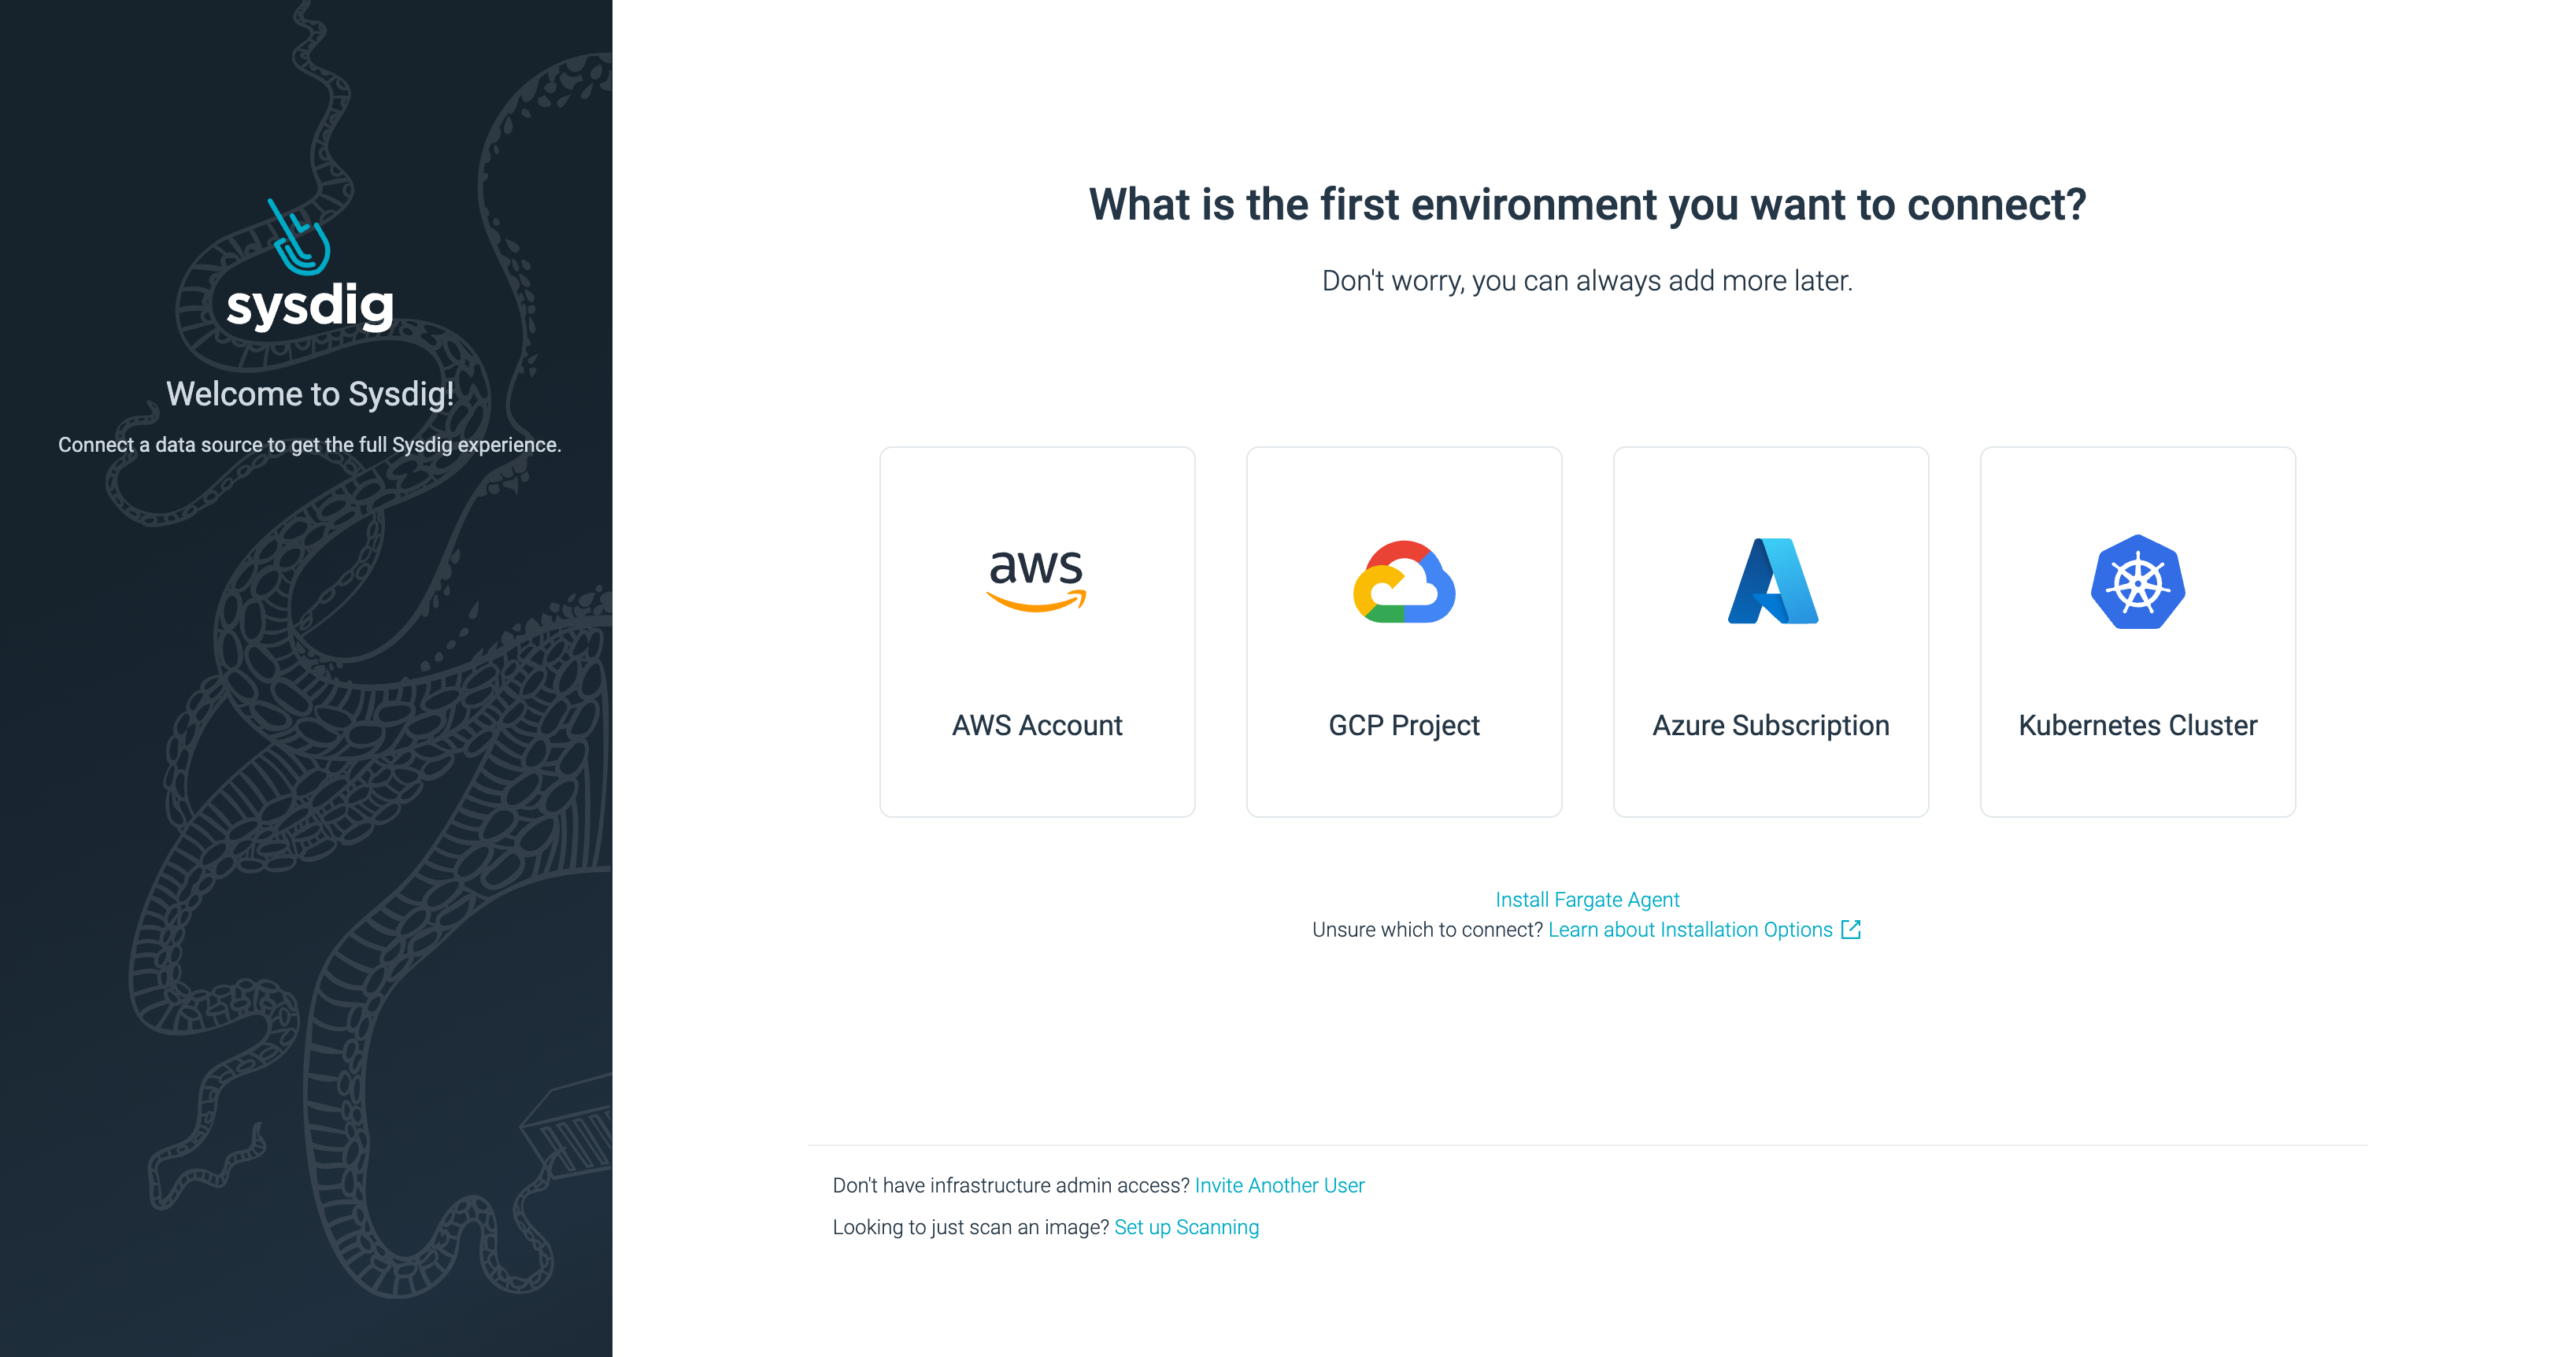 sysdig
Welcome to Sysdig!
Connect a data source to get the full Sysdig experience.
What is the first environment you want to connect?
Don't worry, you can always add more later.
aws
AWS Account
GCP Project
Azure Subscription
Kubernetes Cluster
Install Fargate Agent
Unsure which to connect? Learn about Installation Options
Don't have infrastructure admin access? Invite Another User
Looking to just scan an image? Set up Scanning